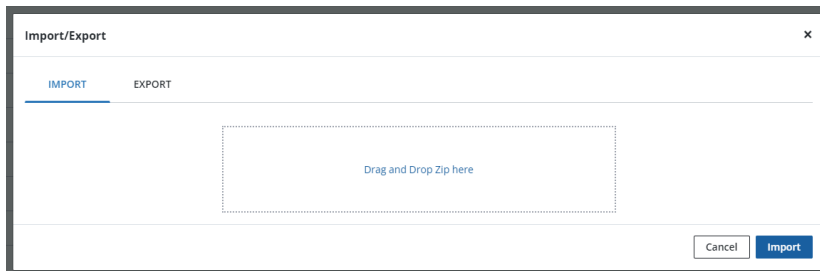 Import/Export ×
IMPORT EXPORT
Drag and Drop Zip here
Cancel Import